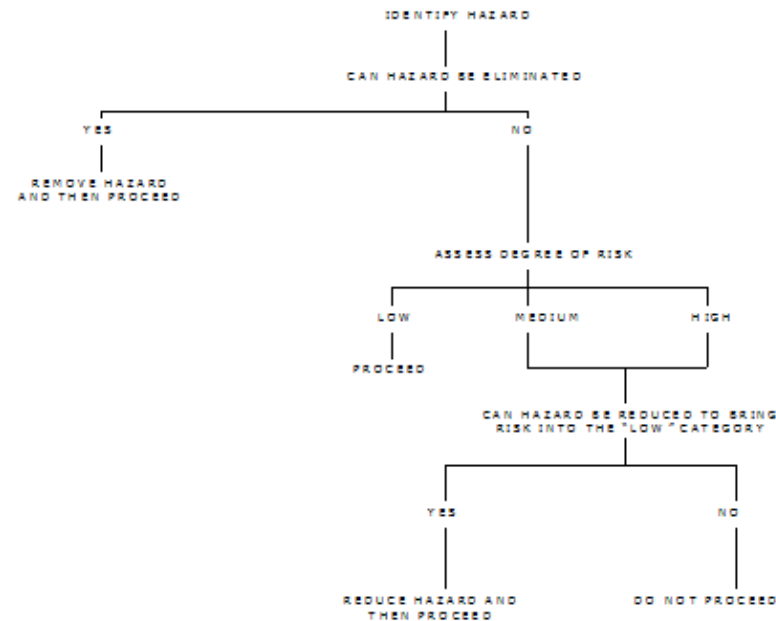 IDENTIFY HAZARD
CAN HAZARD BE ELIMINATED
YES
NO
REMOVE HAZARD
AND THEN PROCEED
ASSESS DEGREE OF RISK
LOW
MEDIUM
HIGH
PROCEED
CAN HAZARD BE REDUCED TO BRING
RISK INTO THE "LOW" CATEGORY
YES
NO
REDUCE HAZARD AND
THEN PROCEED
DO NOT PROCEED